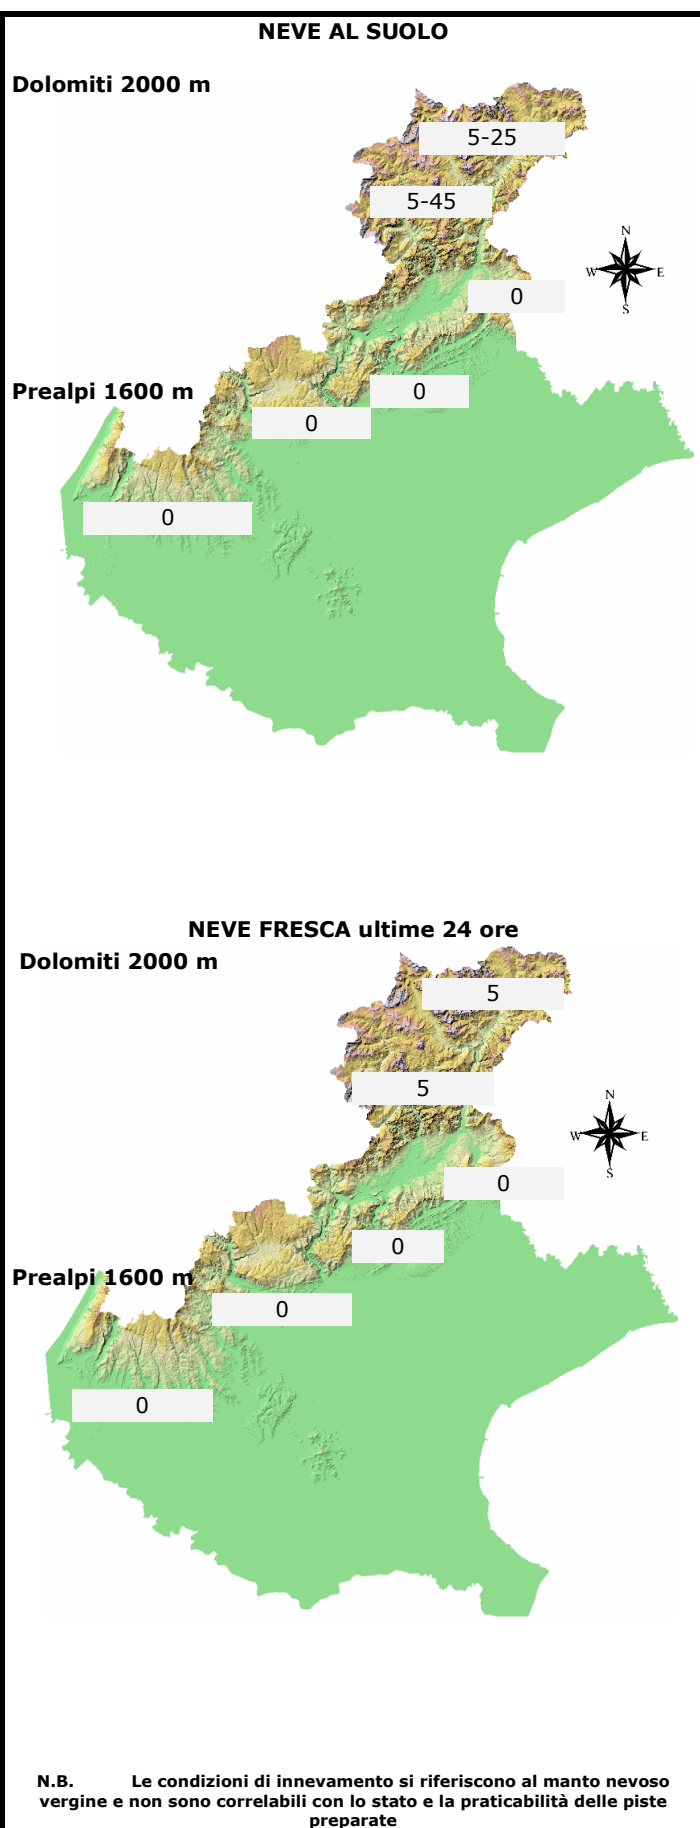 NEVE AL SUOLO
Dolomiti 2000 m
5-25
5-45
N
W E
S
0
Prealpi 1600 m
0
0
0
NEVE FRESCA ultime 24 ore
Dolomiti 2000 m
5
5
N
W E
S
0
0
Prealpi 1600 m
0
0
N.B. Le condizioni di innevamento si riferiscono al manto nevoso
vergine e non sono correlabili con lo stato e la praticabilità delle piste
preparate